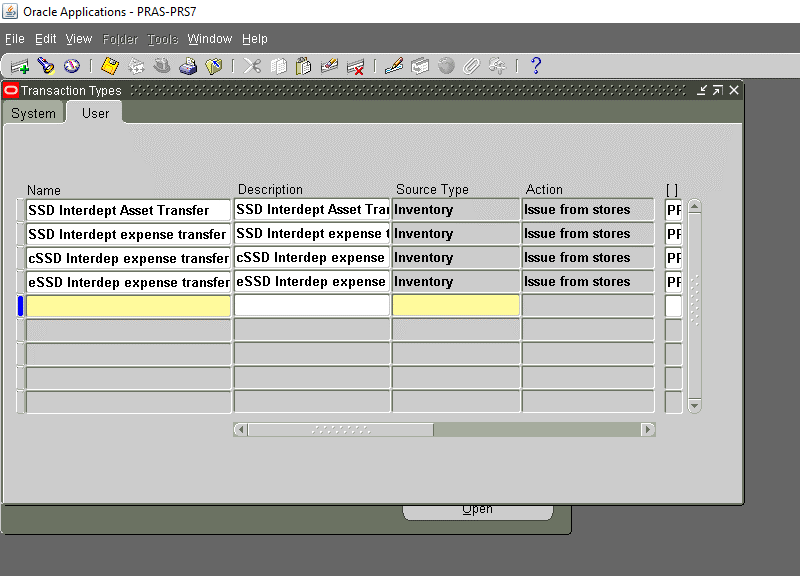 Oracle Applications - PRAS-PRS7
File Edit View Folder Tools Window Help
Transaction Types
System User
Name Description Source Type Action [ ]
SSD Interdept Asset Transfer SSD Interdept Asset Trar Inventory Issue from stores PF
SSD Interdept expense transfer SSD Interdept expense t Inventory Issue from stores PF
cSSD Interdep expense transfer cSSD Interdep expense Inventory Issue from stores PF
eSSD Interdep expense transfer eSSD Interdep expense Inventory Issue from stores PF
Open